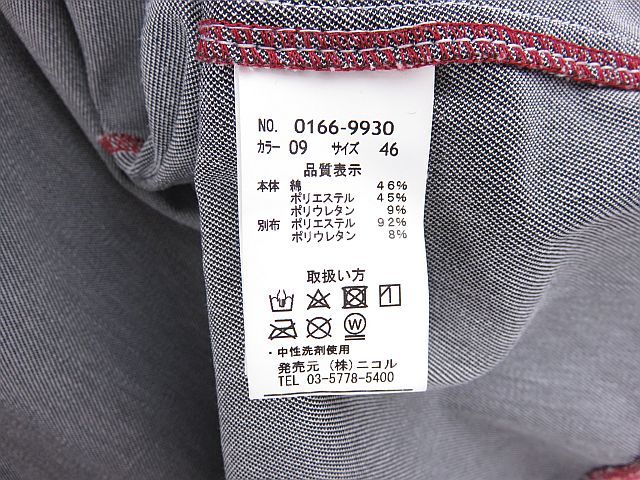 NO. 0166-9930
カラー 09 サイズ 46
品質表示
本体 綿 46%
ポリエステル 45%
ポリウレタン 9%
別布 ポリエステル 92%
ポリウレタン 8%
取扱い方
W
・中性洗剤使用
発売元 (株)ニコル
TEL 03-5778-5400